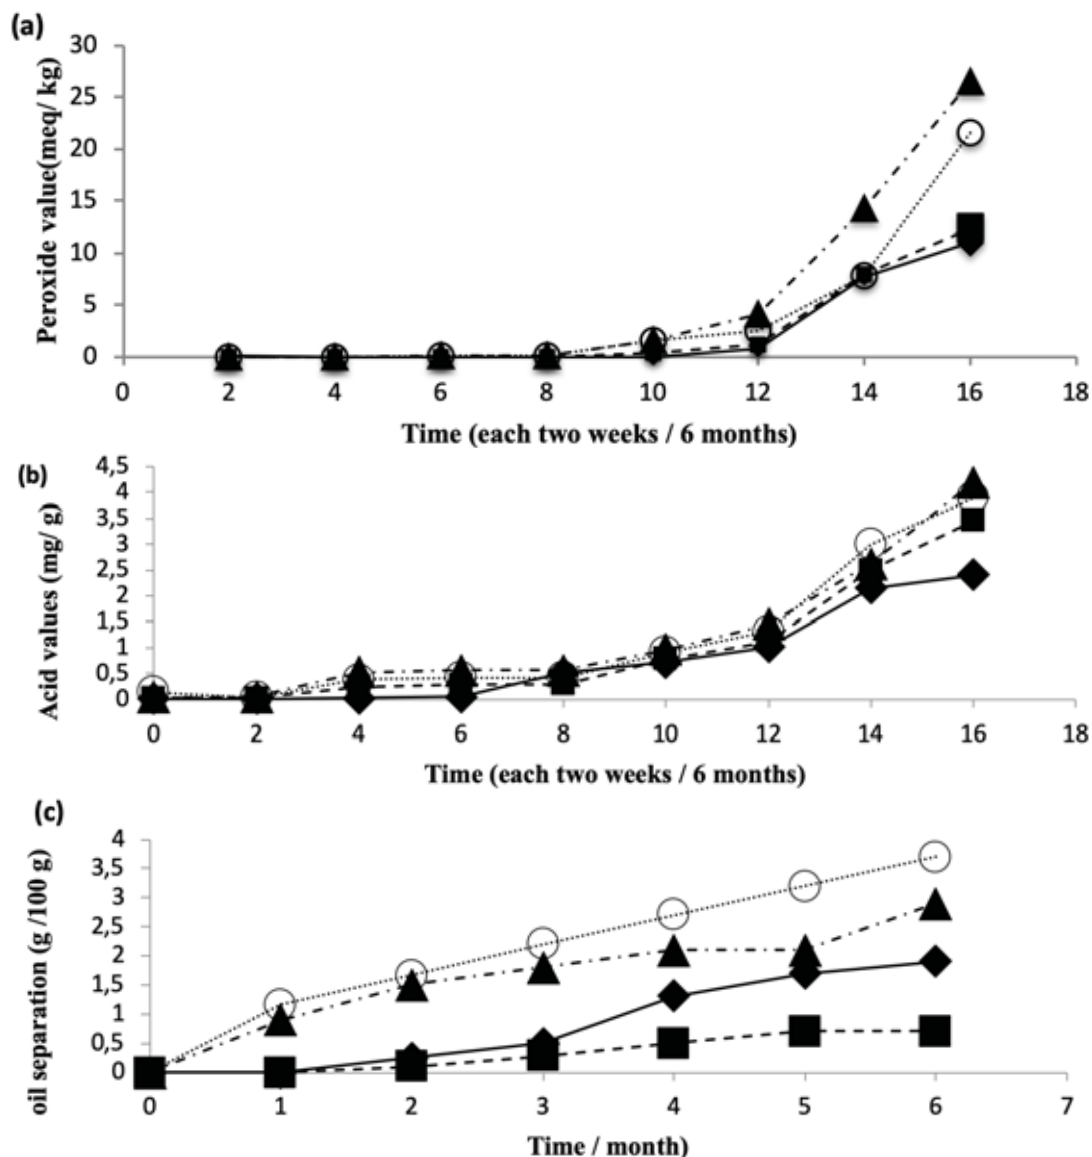 (a)
Peroxide value(meq/ kg)
30
25
20
15
10
5
0
0 2 4 6 8 10 12 14 16 18
Time (each two weeks / 6 months)
(b)
Acid values (mg/ g)
4,5
4
3,5
3
2,5
2
1,5
1
0,5
0
0 2 4 6 8 10 12 14 16 18
Time (each two weeks / 6 months)
(c)
oil separation (g /100 g)
4
3,5
3
2,5
2
1,5
1
0,5
0
0 1 2 3 4 5 6 7
Time / month)